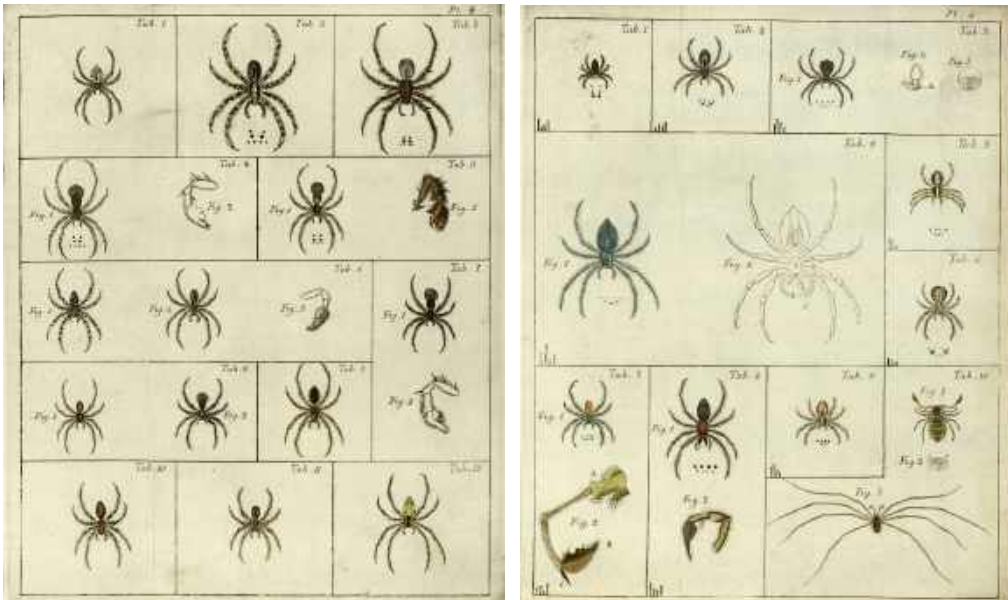 Pl. 4
Tab. 1
Tab. 2
Tab. 3
Tab. 4
Fig. 1
Fig. 2
Tab. 5
Fig. 1
Fig. 2
Tab. 6
Fig. 1
Fig. 2
Fig. 3
Tab. 7
Fig. 1
Fig. 2
Tab. 8
Fig. 1
Fig. 2
Tab. 9
Tab. 10
Tab. 11
Tab. 12
Tab. 1
Tab. 2
Tab. 3
Fig. 1
Fig. 2
Fig. 3
Tab. 4
Fig. 1
Fig. 2
Tab. 5
Tab. 6
Tab. 7
Fig. 1
Fig. 2
Tab. 8
Fig. 1
Fig. 2
Tab. 9
Tab. 10
Fig. 3
Fig. 2
Fig. 1